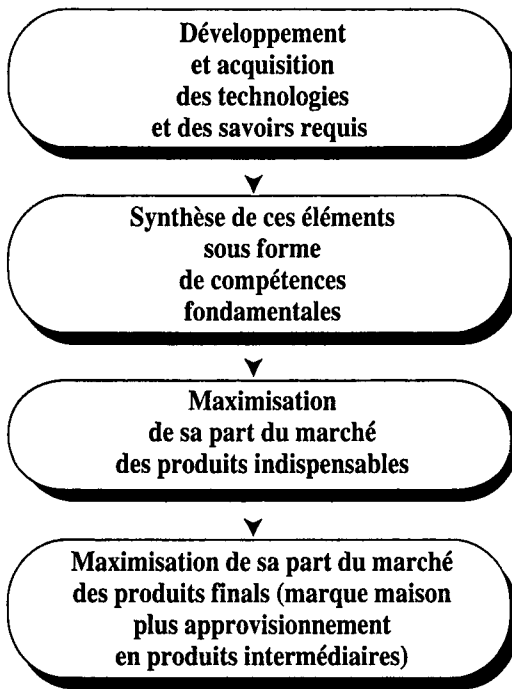 Développement
et acquisition
des technologies
et des savoirs requis
Synthèse de ces éléments
sous forme
de compétences
fondamentales
Maximisation
de sa part du marché
des produits indispensables
Maximisation de sa part du marché
des produits finals (marque maison
plus approvisionnement
en produits intermédiaires)